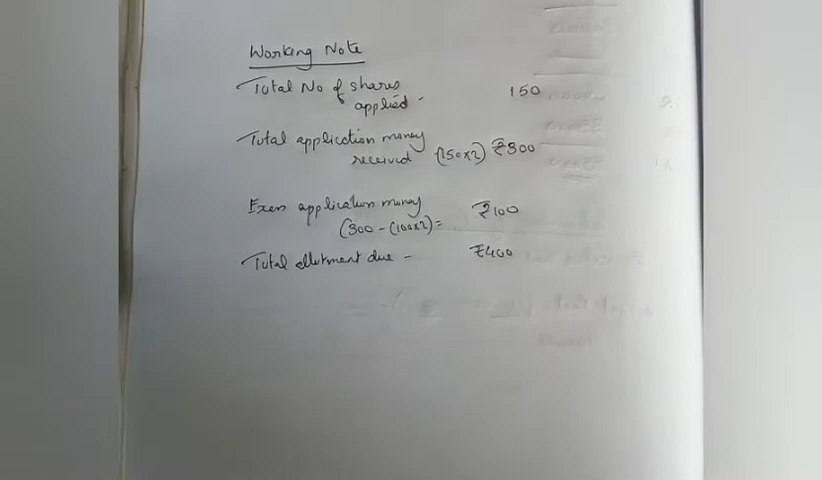 Working Note
Total No of shares
applied - 150
Total application money
received (150x2) ₹300
Excess application money
(300 - (100x2) = ₹100
Total allotment due - ₹400